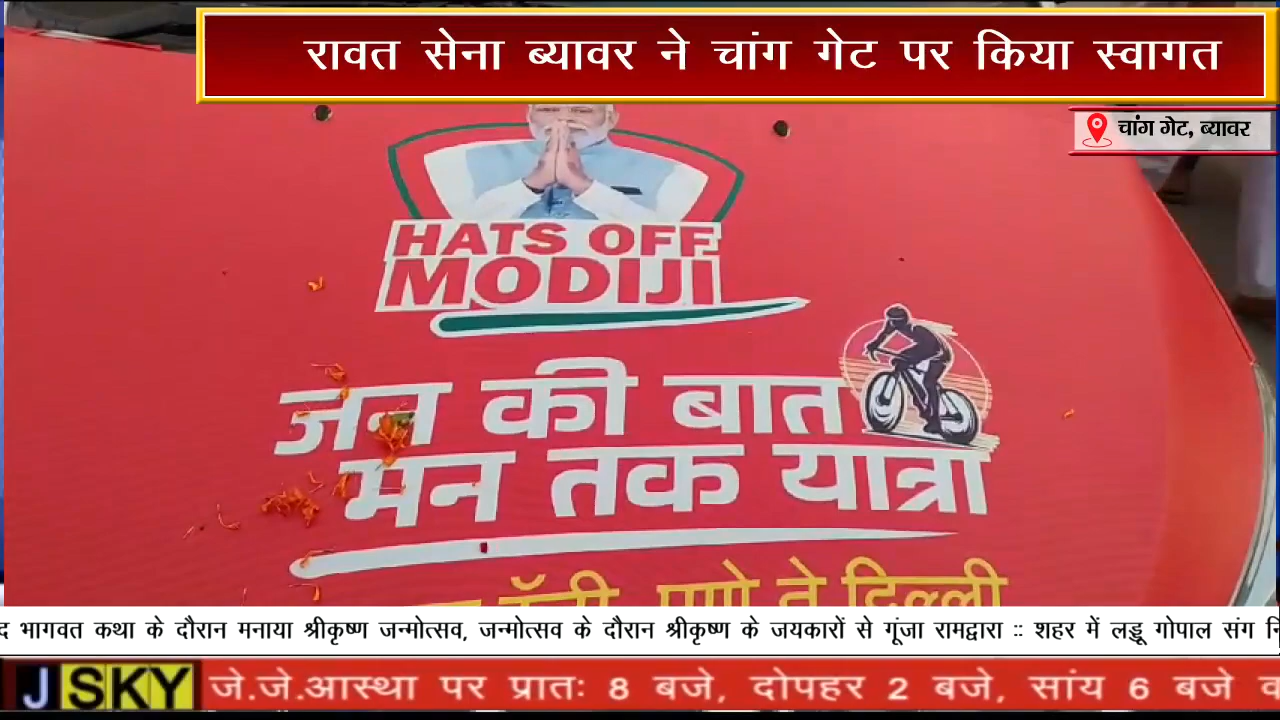 रावत सेना ब्यावर ने चांग गेट पर किया स्वागत
चांग गेट, ब्यावर
HATS OFF
MODIJI
जन की बात
मन तक यात्रा
पुणे ते दिल्ली
भागवत कथा के दौरान मनाया श्रीकृष्ण जन्मोत्सव, जन्मोत्सव के दौरान श्रीकृष्ण के जयकारों से गूंजा रामद्वारा :: शहर में लड्डू गोपाल संग
J SKY जे.जे.आस्था पर प्रातः 8 बजे, दोपहर 2 बजे, सांय 6 बजे